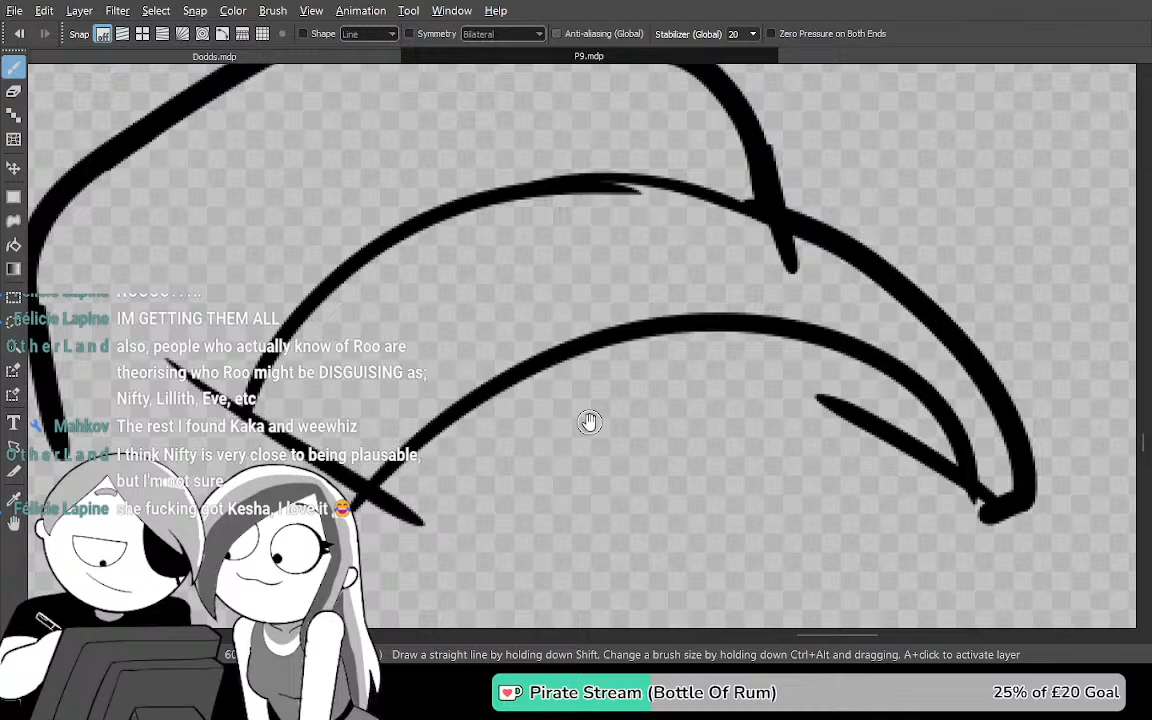 File Edit Layer Filter Select Snap Color Brush View Animation Tool Window Help
Snap off Shape Line Symmetry Bilateral Anti-aliasing (Global) Stabilizer (Global) 20 Zero Pressure on Both Ends
Dodds.mdp P9.mdp
Félicie Lapine IM GETTING THEM ALL
O t h e r L a n d also, people who actually know of Roo are
theorising who Roo might be DISGUISING as;
Nifty, Lillith, Eve, etc
Mahkov The rest I found Kaka and weewhiz
O t h e r L a n d I think Nifty is very close to being plausable,
but I'm not sure
Félicie Lapine she fucking got Kesha, I love it 😂
Draw a straight line by holding down Shift. Change a brush size by holding down Ctrl+Alt and dragging. A+click to activate layer
Pirate Stream (Bottle Of Rum) 25% of £20 Goal